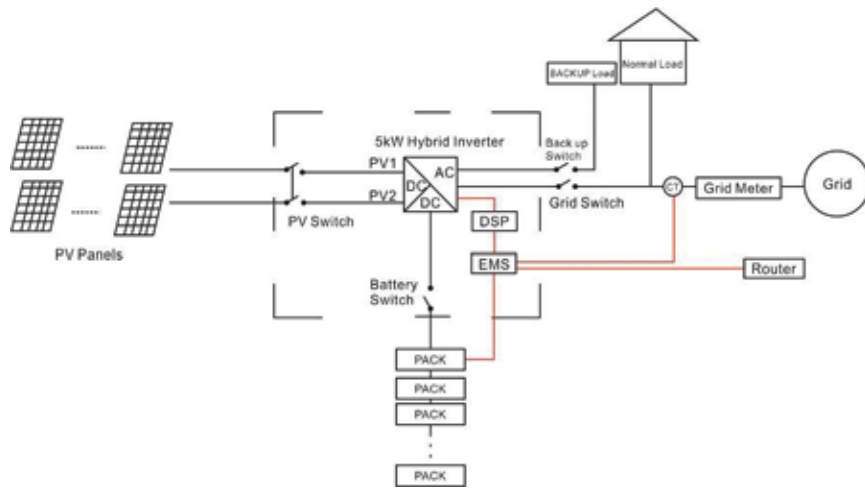 BACKUP Load
Normal Load
5kW Hybrid Inverter
Back up
Switch
PV1
AC
DC
DC
PV2
PV Switch
Grid Switch
CT
Grid Meter
Grid
PV Panels
DSP
EMS
Router
Battery
Switch
PACK
PACK
PACK
PACK